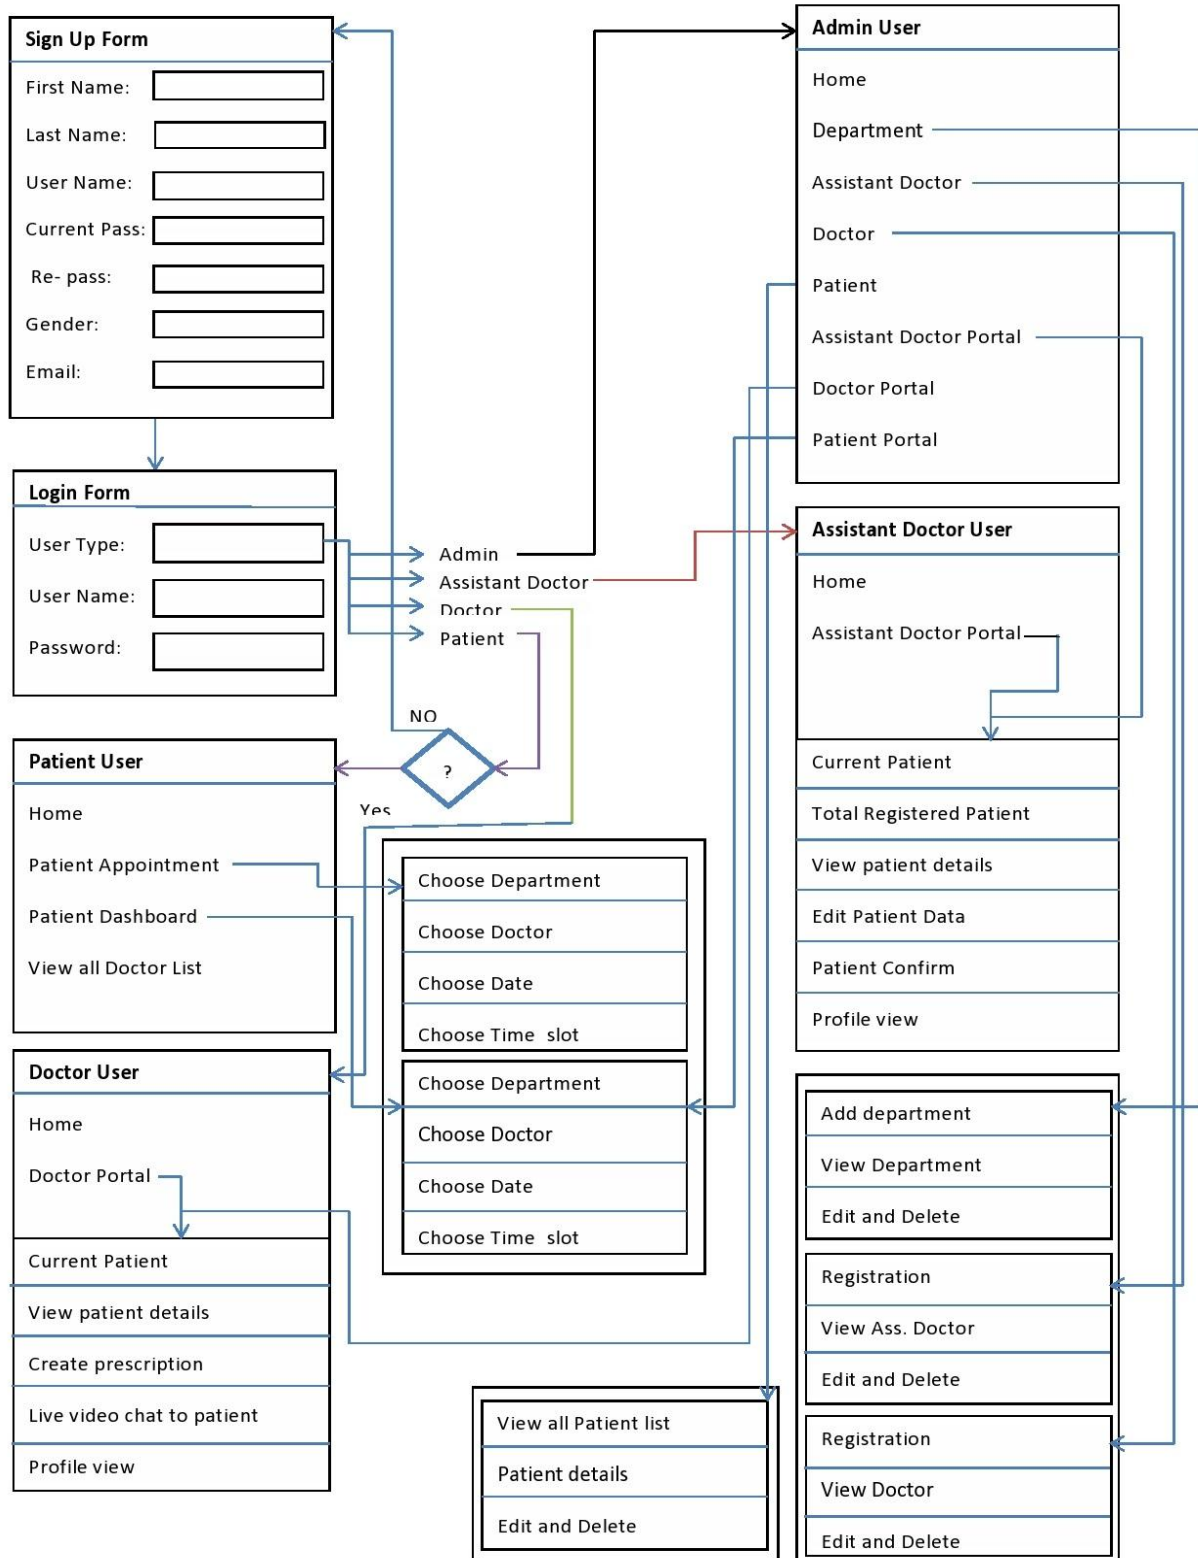 Sign Up Form
First Name:
Last Name:
User Name:
Current Pass:
Re- pass:
Gender:
Email:
Login Form
User Type:
User Name:
Password:
Admin
Assistant Doctor
Doctor
Patient
NO
?
Yes
Patient User
Home
Patient Appointment
Patient Dashboard
View all Doctor List
Doctor User
Home
Doctor Portal
Current Patient
View patient details
Create prescription
Live video chat to patient
Profile view
Choose Department
Choose Doctor
Choose Date
Choose Time slot
Choose Department
Choose Doctor
Choose Date
Choose Time slot
View all Patient list
Patient details
Edit and Delete
Admin User
Home
Department
Assistant Doctor
Doctor
Patient
Assistant Doctor Portal
Doctor Portal
Patient Portal
Assistant Doctor User
Home
Assistant Doctor Portal
Current Patient
Total Registered Patient
View patient details
Edit Patient Data
Patient Confirm
Profile view
Add department
View Department
Edit and Delete
Registration
View Ass. Doctor
Edit and Delete
Registration
View Doctor
Edit and Delete